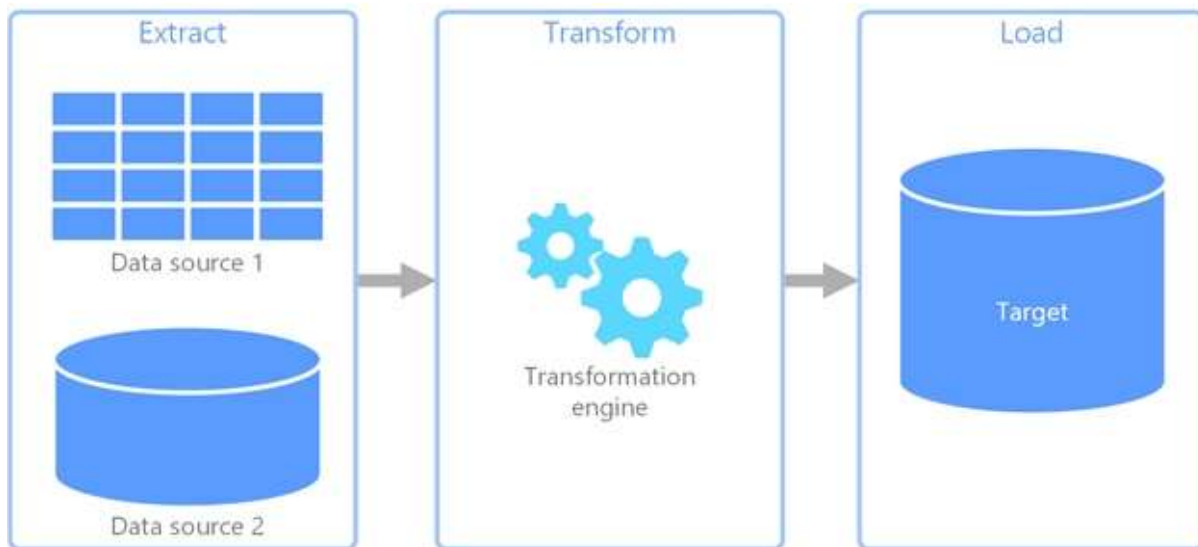 Extract
Data source 1
Data source 2
Transform
Transformation
engine
Load
Target